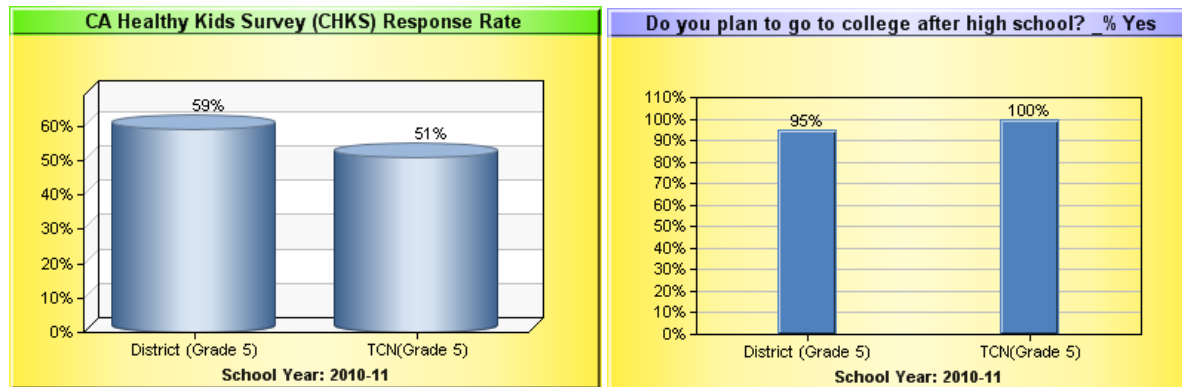 CA Healthy Kids Survey (CHKS) Response Rate
59%
51%
60%
50%
40%
30%
20%
10%
0%
District (Grade 5)
TCN(Grade 5)
School Year: 2010-11
Do you plan to go to college after high school? _% Yes
110%
100%
90%
80%
70%
60%
50%
40%
30%
20%
10%
0%
95%
100%
District (Grade 5)
TCN(Grade 5)
School Year: 2010-11